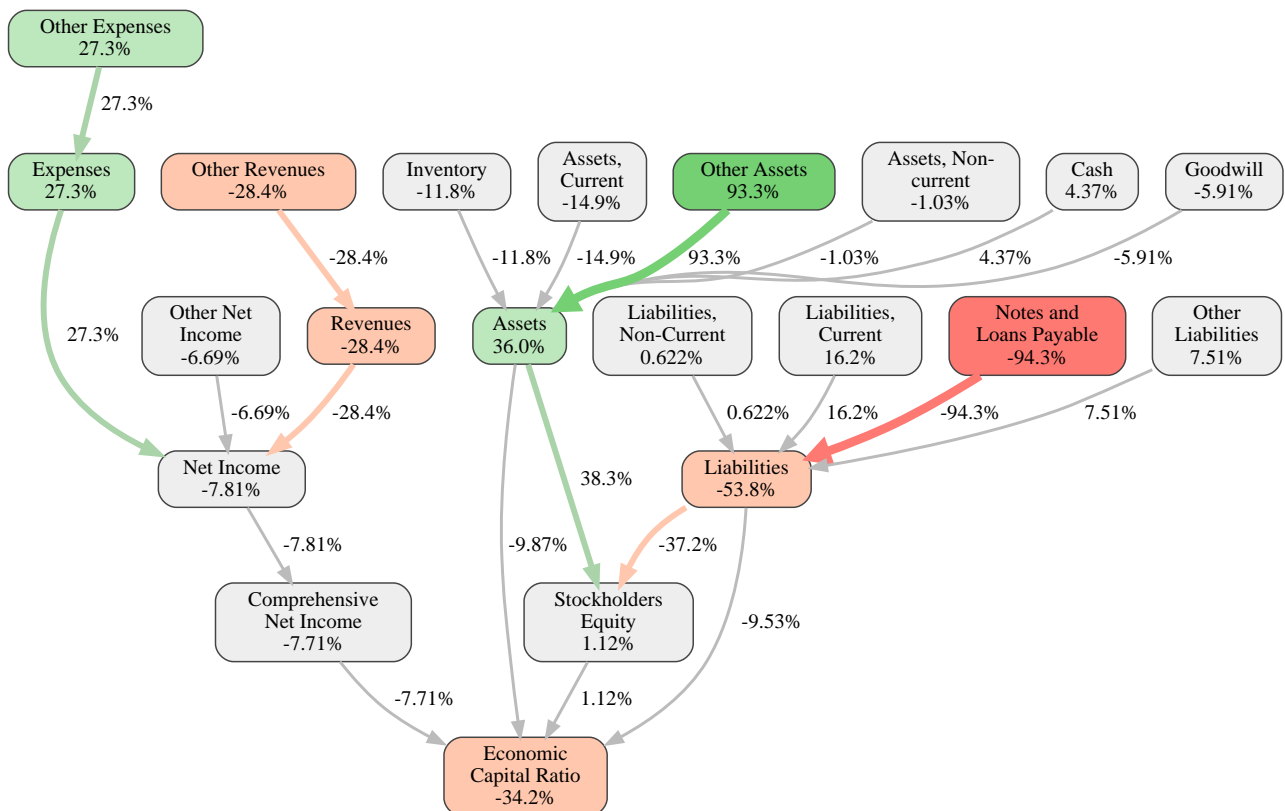 Other Expenses
27.3%
27.3%
Expenses
27.3%
Other Revenues
-28.4%
Inventory
-11.8%
Assets,
Current
-14.9%
Other Assets
93.3%
Assets, Non-
current
-1.03%
Cash
4.37%
Goodwill
-5.91%
-28.4%
-11.8%
-14.9%
93.3%
-1.03%
4.37%
-5.91%
27.3%
Other Net
Income
-6.69%
Revenues
-28.4%
Assets
36.0%
Liabilities,
Non-Current
0.622%
Liabilities,
Current
16.2%
Notes and
Loans Payable
-94.3%
Other
Liabilities
7.51%
-6.69%
-28.4%
0.622%
16.2%
-94.3%
7.51%
Net Income
-7.81%
38.3%
Liabilities
-53.8%
-7.81%
-9.87%
-37.2%
Comprehensive
Net Income
-7.71%
Stockholders
Equity
1.12%
-9.53%
-7.71%
1.12%
Economic
Capital Ratio
-34.2%